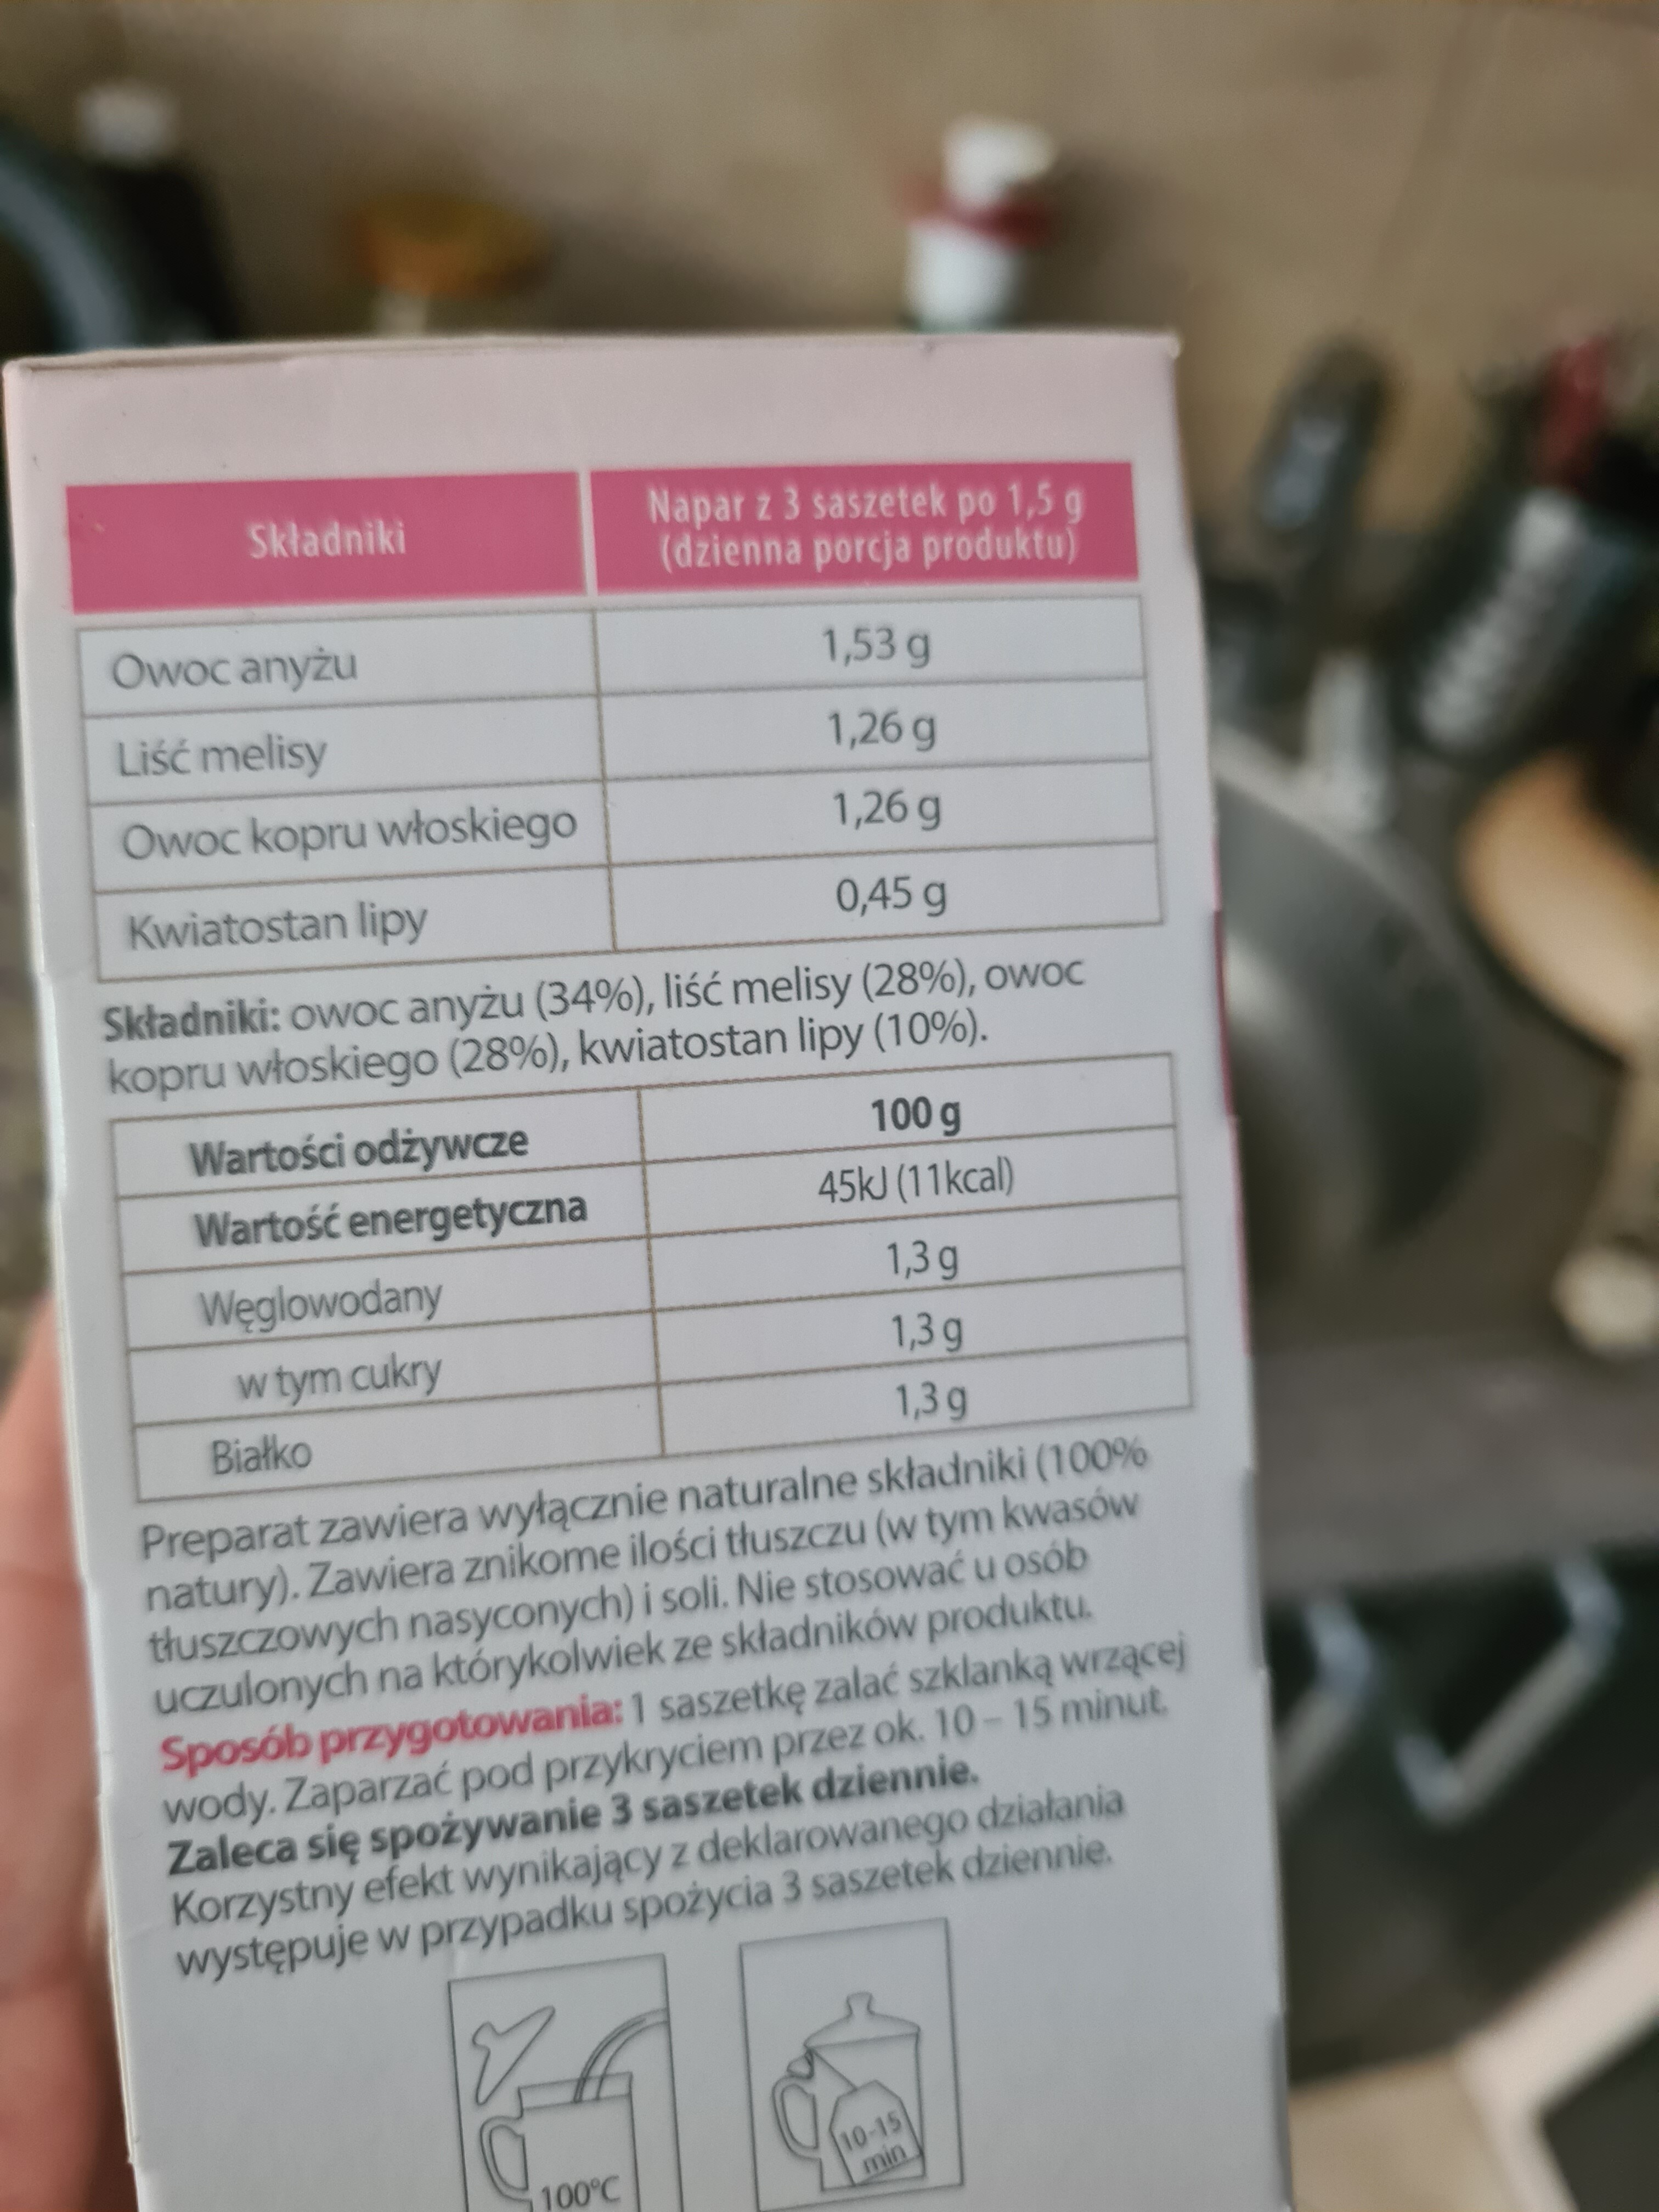 Składniki
Napar z 3 saszetek po 1,5 g
(dzienna porcja produktu)
Owoc anyżu 1,53 g
Liść melisy 1,26 g
Owoc kopru włoskiego 1,26 g
Kwiatostan lipy 0,45 g
Składniki: owoc anyżu (34%), liść melisy (28%), owoc
kopru włoskiego (28%), kwiatostan lipy (10%).
Wartości odżywcze 100 g
Wartość energetyczna 45kJ (11kcal)
Węglowodany 1,3 g
w tym cukry 1,3 g
Białko 1,3 g
Preparat zawiera wyłącznie naturalne składniki (100%
natury). Zawiera znikome ilości tłuszczu (w tym kwasów
tłuszczowych nasyconych) i soli. Nie stosować u osób
uczulonych na którykolwiek ze składników produktu.
Sposób przygotowania: 1 saszetkę zalać szklanką wrzącej
wody. Zaparzać pod przykryciem przez ok. 10 – 15 minut.
Zaleca się spożywanie 3 saszetek dziennie.
Korzystny efekt wynikający z deklarowanego działania
występuje w przypadku spożycia 3 saszetek dziennie.
100°C
10-15
min